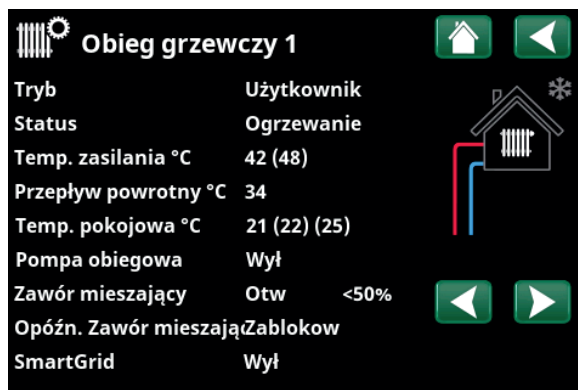 Obieg grzewczy 1
Tryb Użytkownik
Status Ogrzewanie
Temp. zasilania °C 42 (48)
Przepływ powrotny °C 34
Temp. pokojowa °C 21 (22) (25)
Pompa obiegowa Wył
Zawór mieszający Otw <50%
Opóźn. Zawór mieszają Zablokow
SmartGrid Wył